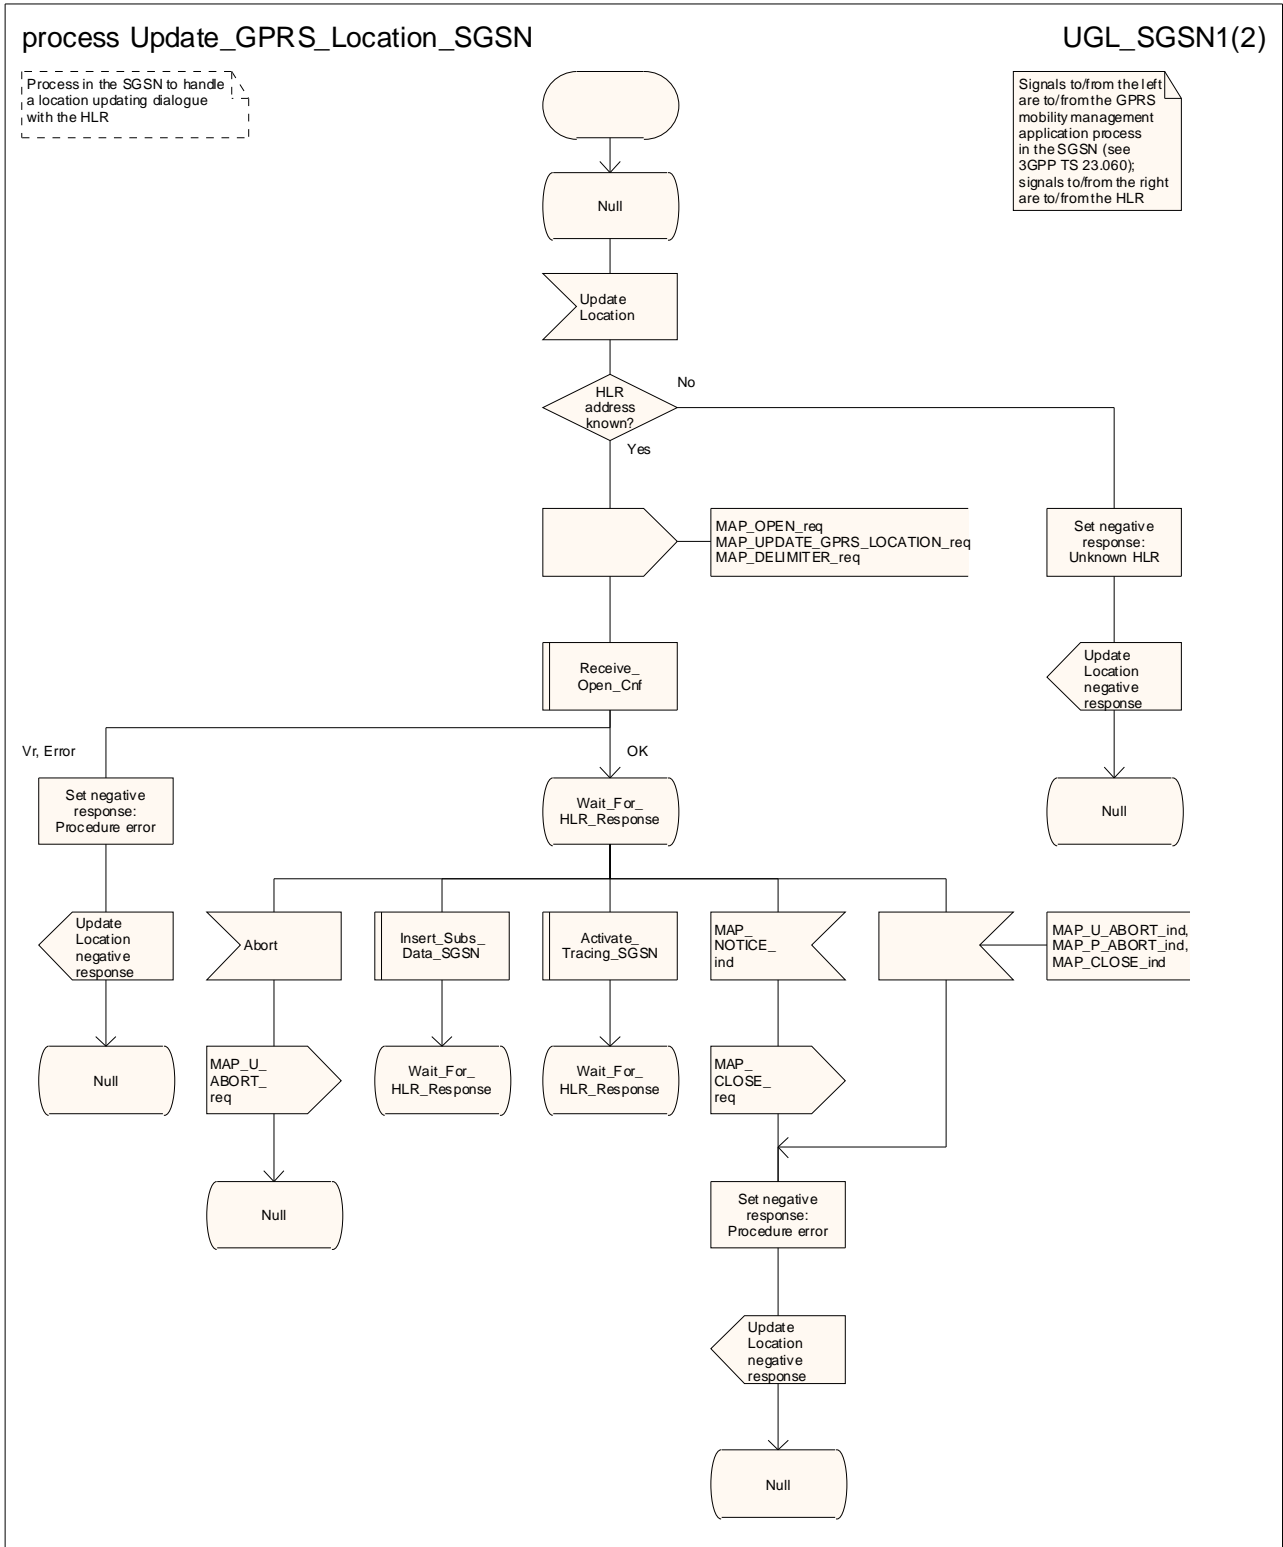 process Update_GPRS_Location_SGSN
UGL_SGSN1(2)
Process in the SGSN to handle
a location updating dialogue
with the HLR
Signals to/from the left
are to/from the GPRS
mobility management
application process
in the SGSN (see
3GPP TS 23.060);
signals to/from the right
are to/from the HLR
Null
Update
Location
HLR
address
known?
No
Yes
MAP_OPEN_req
MAP_UPDATE_GPRS_LOCATION_req
MAP_DELIMITER_req
Set negative
response:
Unknown HLR
Receive_
Open_Cnf
Update
Location
negative
response
Vr, Error
OK
Set negative
response:
Procedure error
Wait_For_
HLR_Response
Null
Update
Location
negative
response
Abort
Insert_Subs_
Data_SGSN
Activate_
Tracing_SGSN
MAP_
NOTICE_
ind
MAP_U_ABORT_ind,
MAP_P_ABORT_ind,
MAP_CLOSE_ind
Null
MAP_U_
ABORT_
req
Wait_For_
HLR_Response
Wait_For_
HLR_Response
MAP_
CLOSE_
req
Null
Set negative
response:
Procedure error
Update
Location
negative
response
Null